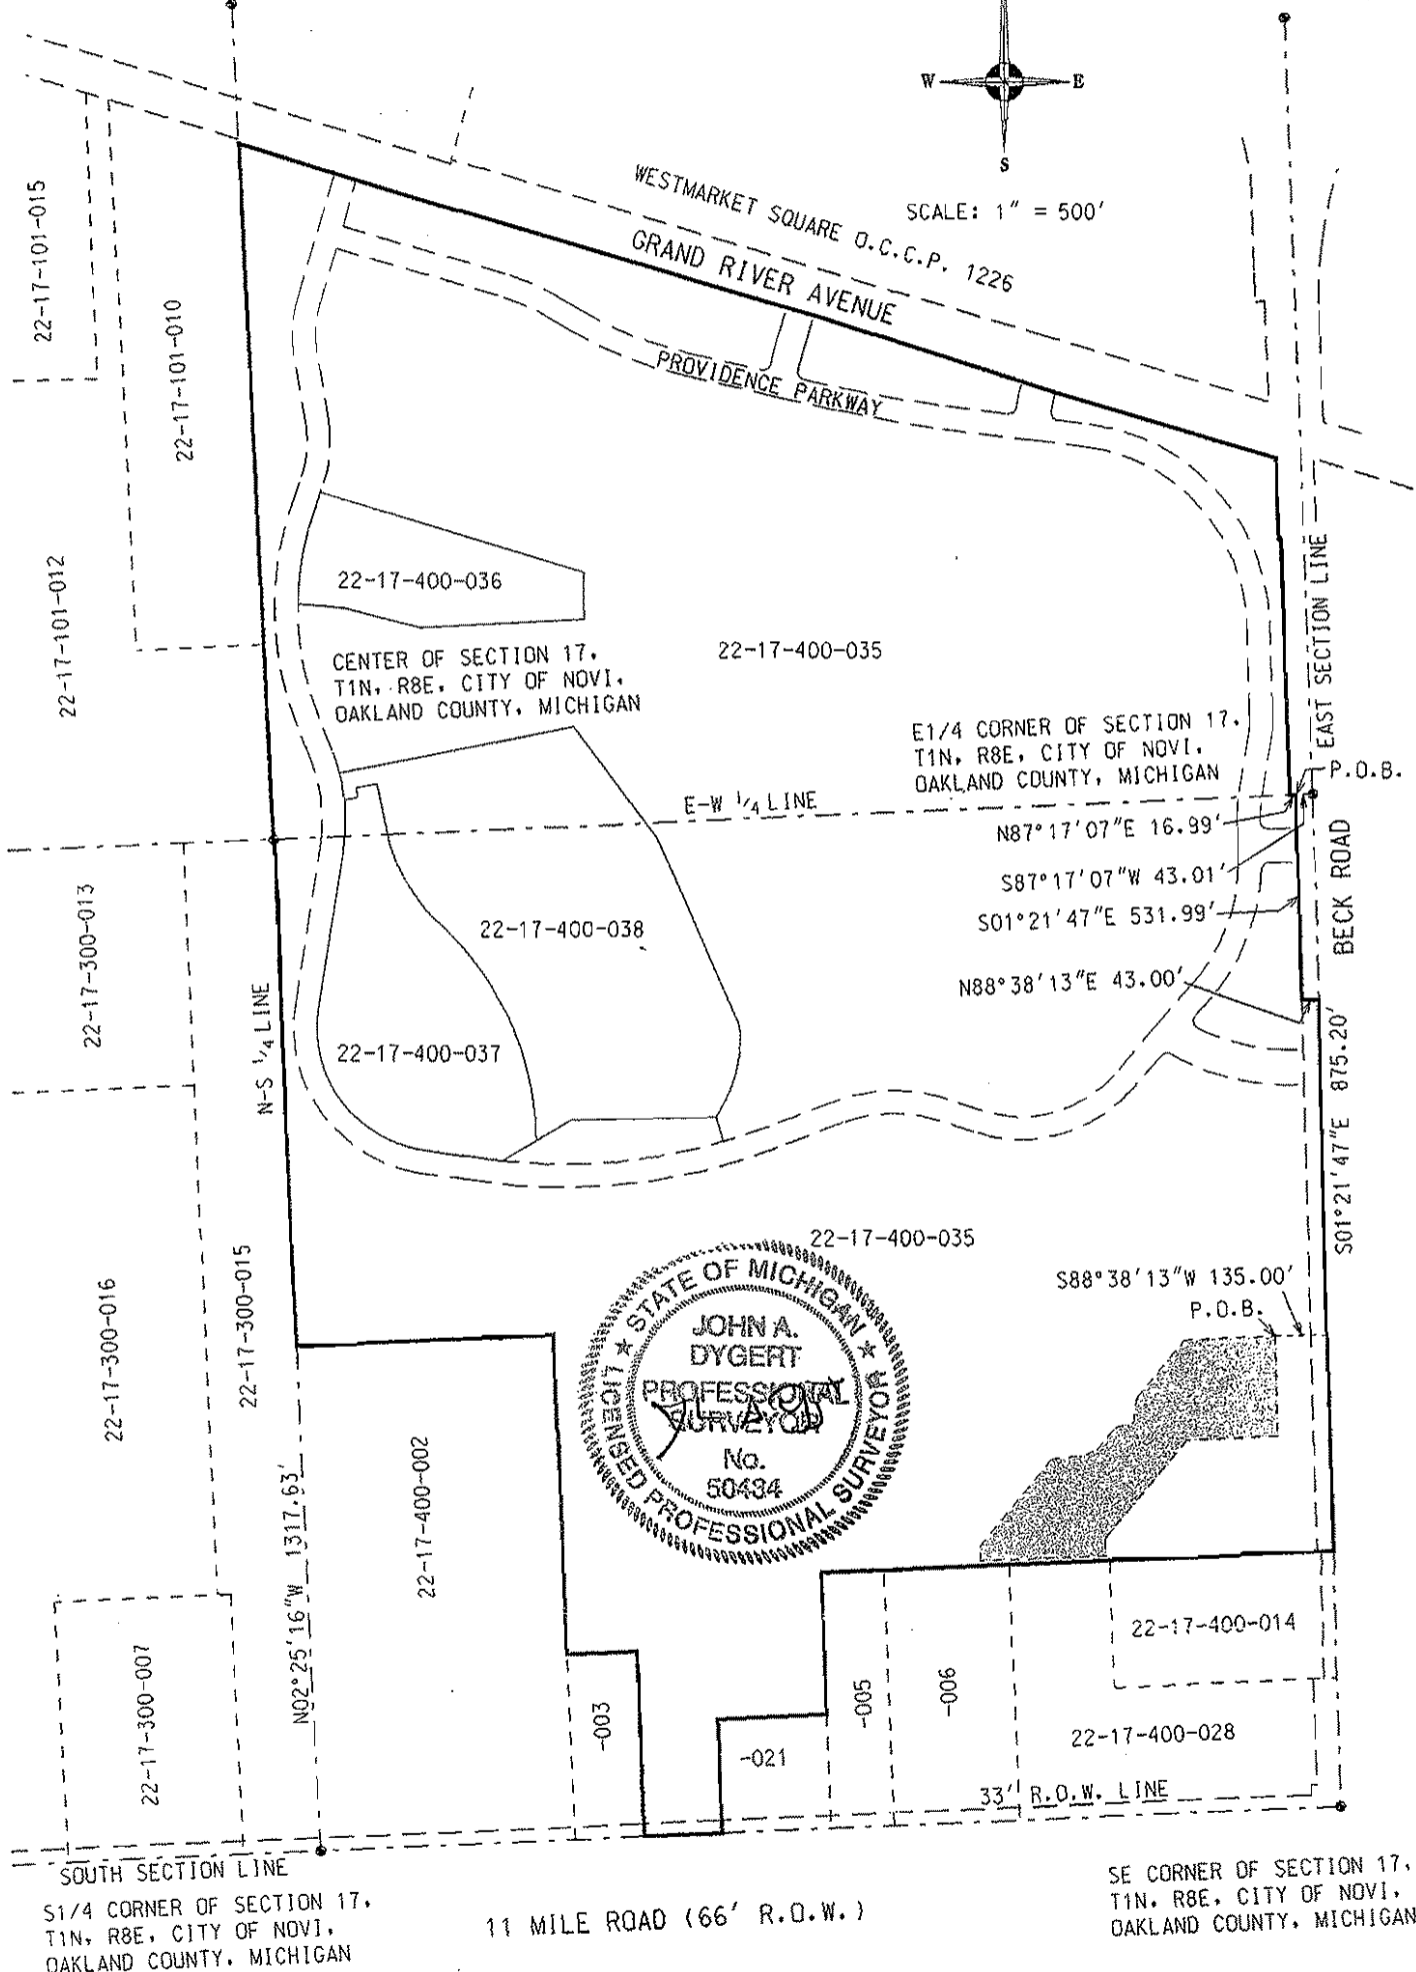 W
E
S
SCALE: 1" = 500'
WESTMARKET SQUARE O.C.C.P. 1226
GRAND RIVER AVENUE
PROVIDENCE PARKWAY
22-17-101-015
22-17-101-010
22-17-101-012
22-17-400-036
22-17-400-035
CENTER OF SECTION 17,
T1N, R8E, CITY OF NOVI,
OAKLAND COUNTY, MICHIGAN
EAST SECTION LINE
E1/4 CORNER OF SECTION 17,
T1N, R8E, CITY OF NOVI,
OAKLAND COUNTY, MICHIGAN
P.O.B.
E-W 1/4 LINE
N87°17'07"E 16.99'
S87°17'07"W 43.01'
S01°21'47"E 531.99'
N88°38'13"E 43.00'
BECK ROAD
22-17-300-013
22-17-400-038
N-S 1/4 LINE
22-17-400-037
S01°21'47"E 875.20'
22-17-400-035
S88°38'13"W 135.00'
P.O.B.
22-17-300-016
22-17-300-015
STATE OF MICHIGAN
JOHN A.
DYGERT
PROFESSIONAL
SURVEYOR
No.
50434
LICENSED PROFESSIONAL SURVEYOR
22-17-400-002
N02°25'16"W 1317.63'
22-17-300-007
-003
-021
-005
-006
22-17-400-014
22-17-400-028
33' R.O.W. LINE
SOUTH SECTION LINE
S1/4 CORNER OF SECTION 17,
T1N, R8E, CITY OF NOVI,
OAKLAND COUNTY, MICHIGAN
11 MILE ROAD (66' R.O.W.)
SE CORNER OF SECTION 17,
T1N, R8E, CITY OF NOVI,
OAKLAND COUNTY, MICHIGAN